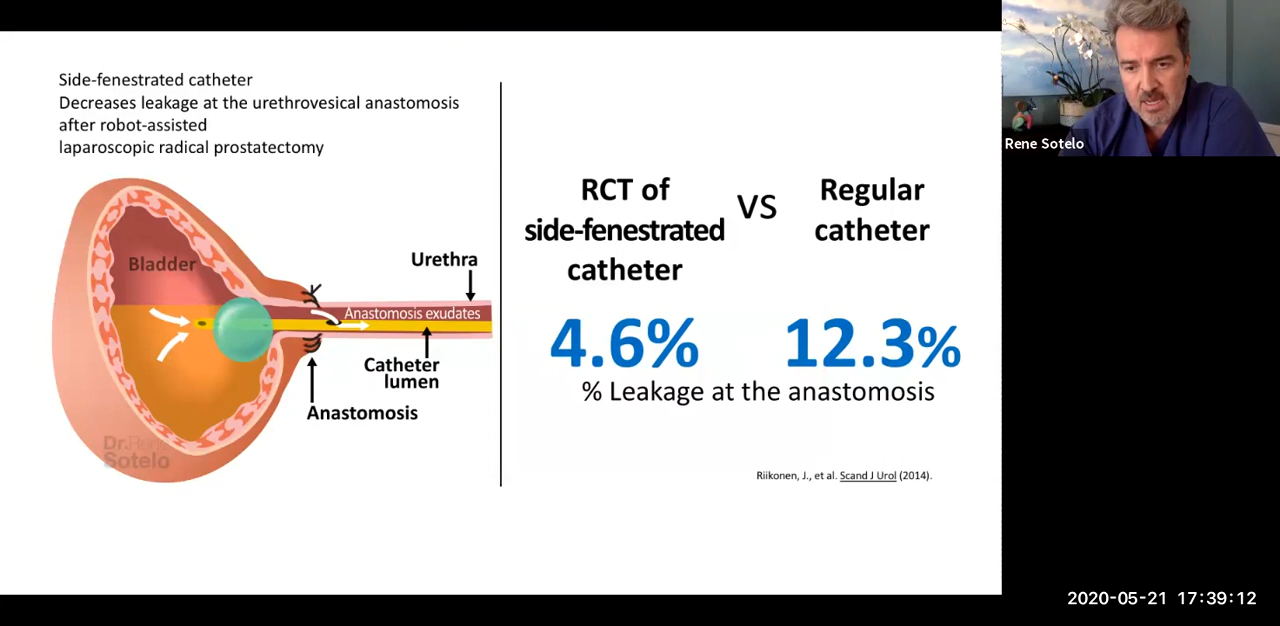 Side-fenestrated catheter
Decreases leakage at the urethrovesical anastomosis
after robot-assisted
laparoscopic radical prostatectomy
Bladder
Urethra
Anastomosis exudates
Catheter
lumen
Anastomosis
Dr.Rene
Sotelo
RCT of
side-fenestrated
catheter
VS
Regular
catheter
4.6%
12.3%
% Leakage at the anastomosis
Riikonen, J., et al. Scand J Urol (2014).
Rene Sotelo
2020-05-21 17:39:12